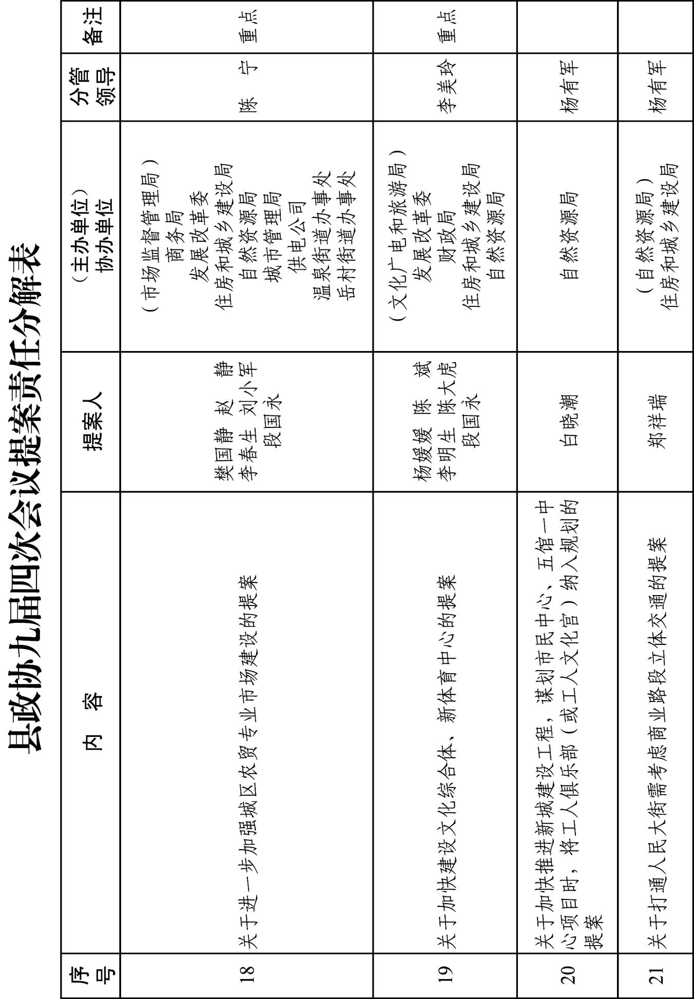 县政协九届四次会议提案责任分解表
序
号
内 容
提案人
（主办单位）
协办单位
分管
领导
备注
18
关于进一步加强城区农贸专业市场建设的提案
樊国静 赵 静
李春生 刘小军
段国永
（市场监督管理局）
商务局
发展改革委
住房和城乡建设局
自然资源局
城市管理局
供电公司
温泉街道办事处
岳村街道办事处
陈 宁
重点
19
关于加快建设文化综合体、新体育中心的提案
杨媛媛 陈 斌
李明生 陈大虎
段国永
（文化广电和旅游局）
发展改革委
财政局
住房和城乡建设局
自然资源局
李美玲
重点
20
关于加快推进新城建设工程，谋划市民中心、五馆一中
心项目时，将工人俱乐部（或工人文化宫）纳入规划的
提案
白晓潮
自然资源局
杨有军
21
关于打通人民大街需考虑商业路段立体交通的提案
郑祥瑞
（自然资源局）
住房和城乡建设局
杨有军